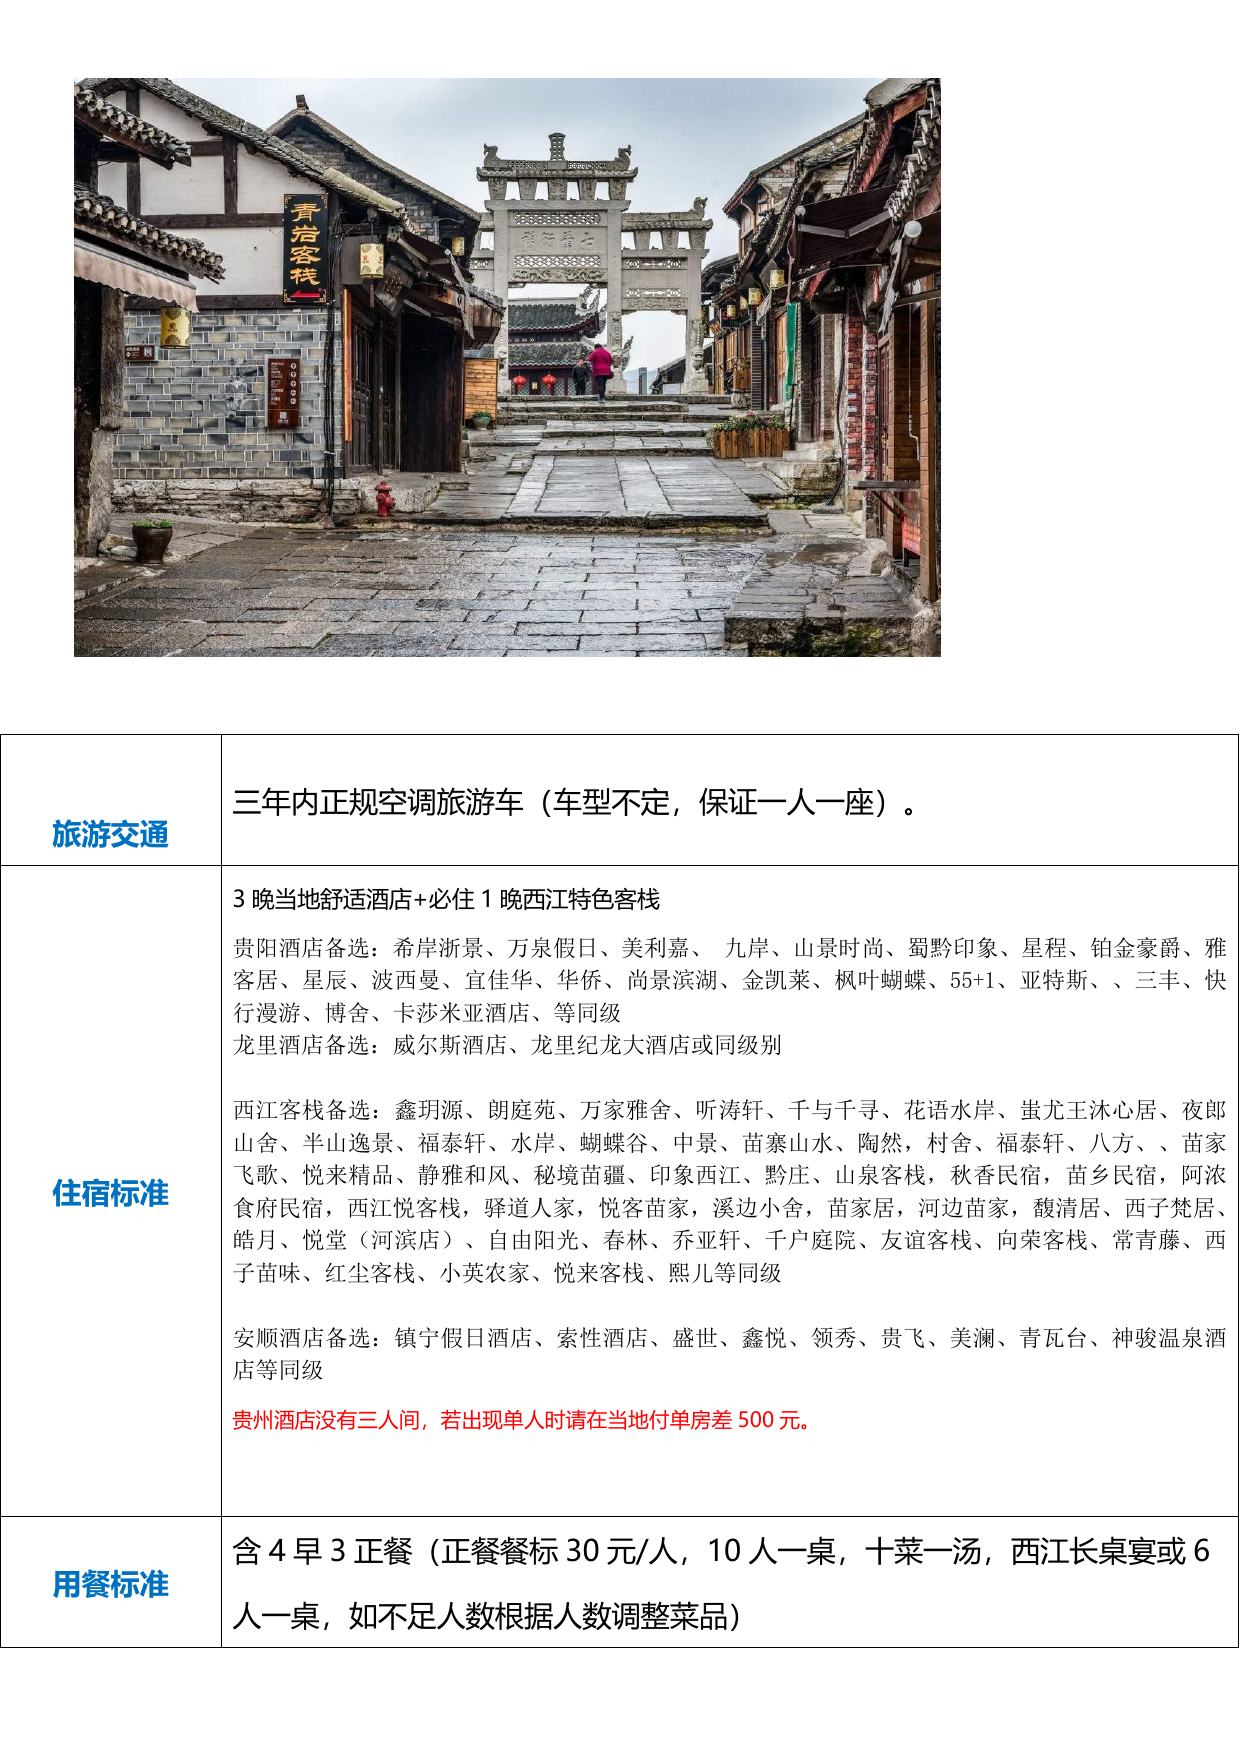 青岩客栈
旅游交通
三年内正规空调旅游车（车型不定，保证一人一座）。
住宿标准
3 晚当地舒适酒店+必住 1 晚西江特色客栈
贵阳酒店备选：希岸浙景、万泉假日、美利嘉、 九岸、山景时尚、蜀黔印象、星程、铂金豪爵、雅
客居、星辰、波西曼、宜佳华、华侨、尚景滨湖、金凯莱、枫叶蝴蝶、55+1、亚特斯、、三丰、快
行漫游、博舍、卡莎米亚酒店、等同级
龙里酒店备选：威尔斯酒店、龙里纪龙大酒店或同级别
西江客栈备选：鑫玥源、朗庭苑、万家雅舍、听涛轩、千与千寻、花语水岸、蚩尤王沐心居、夜郎
山舍、半山逸景、福泰轩、水岸、蝴蝶谷、中景、苗寨山水、陶然，村舍、福泰轩、八方、、苗家
飞歌、悦来精品、静雅和风、秘境苗疆、印象西江、黔庄、山泉客栈，秋香民宿，苗乡民宿，阿浓
食府民宿，西江悦客栈，驿道人家，悦客苗家，溪边小舍，苗家居，河边苗家，馥清居、西子梵居、
皓月、悦堂（河滨店）、自由阳光、春林、乔亚轩、千户庭院、友谊客栈、向荣客栈、常青藤、西
子苗味、红尘客栈、小英农家、悦来客栈、熙儿等同级
安顺酒店备选：镇宁假日酒店、索性酒店、盛世、鑫悦、领秀、贵飞、美澜、青瓦台、神骏温泉酒
店等同级
贵州酒店没有三人间，若出现单人时请在当地付单房差 500 元。
用餐标准
含 4 早 3 正餐（正餐餐标 30 元/人，10 人一桌，十菜一汤，西江长桌宴或 6
人一桌，如不足人数根据人数调整菜品）